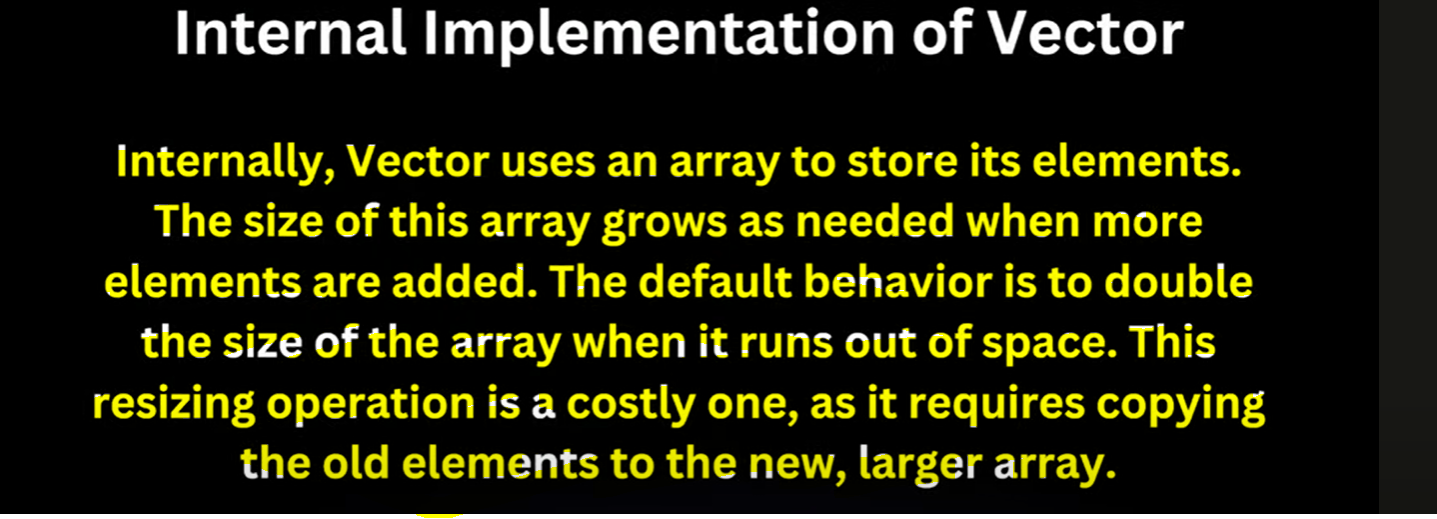 Internal Implementation of Vector
Internally, Vector uses an array to store its elements.
The size of this array grows as needed when more
elements are added. The default behavior is to double
the size of the array when it runs out of space. This
resizing operation is a costly one, as it requires copying
the old elements to the new, larger array.